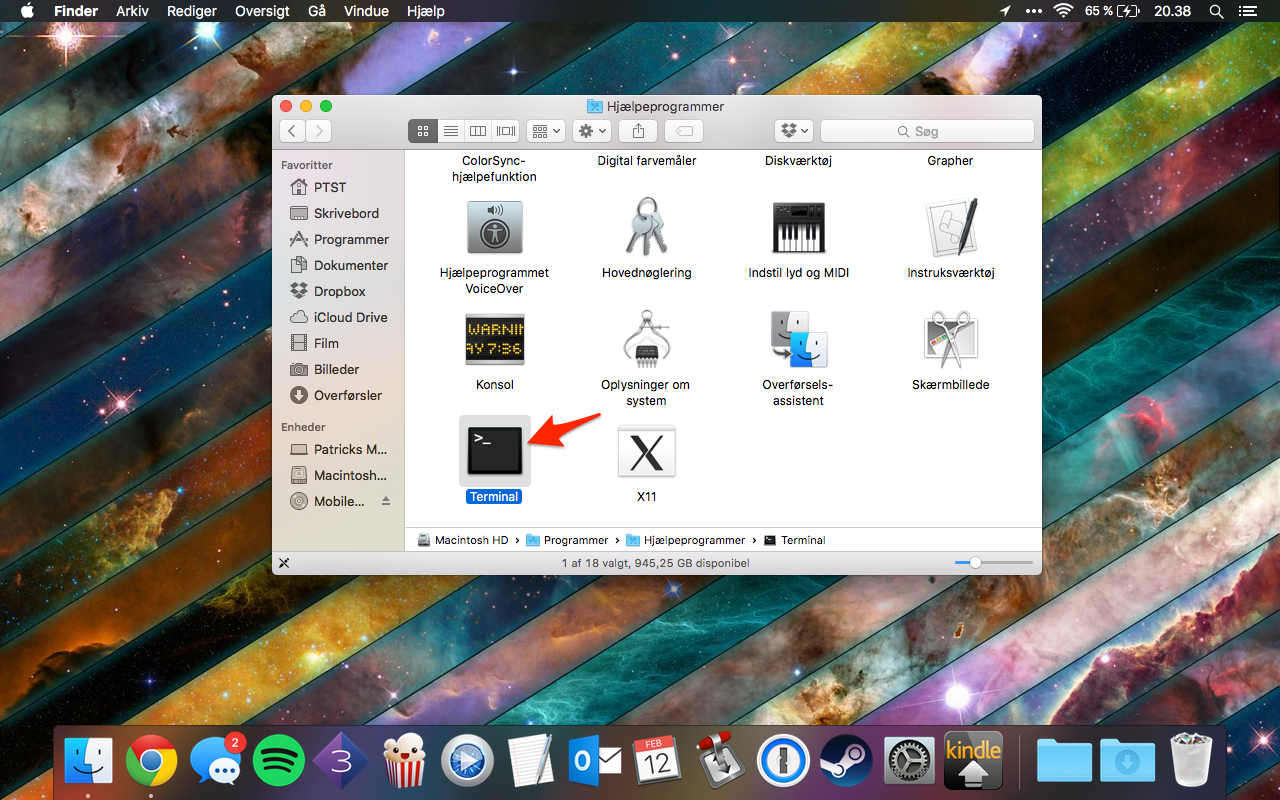 Finder Arkiv Rediger Oversigt Gå Vindue Hjælp 65 % 20.38
Hjælpeprogrammer
Søg
Favoritter
PTST
Skrivebord
Programmer
Dokumenter
Dropbox
iCloud Drive
Film
Billeder
Overførsler
Enheder
Patricks M...
Macintosh...
Mobile...
ColorSync-
hjælpefunktion
Digital farvemåler
Diskværktøj
Grapher
Hjælpeprogrammet
VoiceOver
Hovednøglering
Indstil lyd og MIDI
Instruksværktøj
WARNIN
AY 7:36
Konsol
Oplysninger om
system
Overførsels-
assistent
Skærmbillede
>_
Terminal
X
X11
Macintosh HD › Programmer › Hjælpeprogrammer › Terminal
1 af 18 valgt, 945,25 GB disponibel
2
3
O
FEB
12
kindle